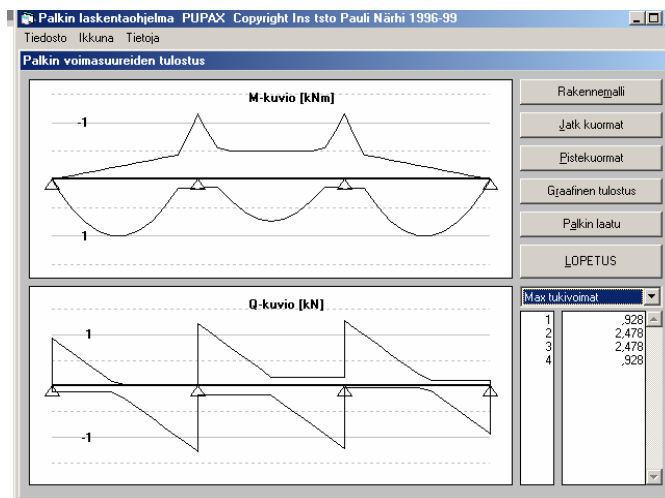 Palkin laskentaohjelma PUPAX Copyright Ins tsto Pauli Närhi 1996-99
Tiedosto Ikkuna Tietoja
Palkin voimasuureiden tulostus
M-kuvio [kNm]
-1
1
Q-kuvio [kN]
1
-1
Rakennemalli
Jatk kuormat
Pistekuormat
Graafinen tulostus
Palkin laatu
LOPETUS
Max tukivoimat
1 ,928
2 2,478
3 2,478
4 ,928